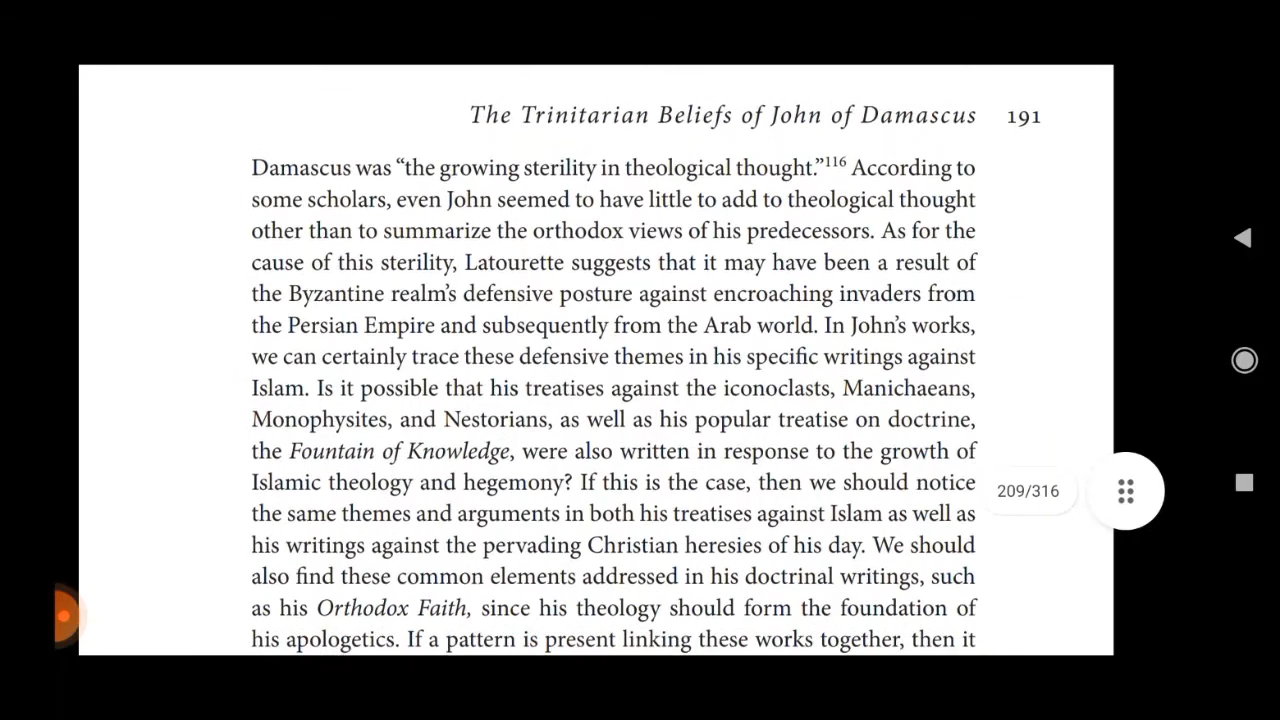 The Trinitarian Beliefs of John of Damascus 191
Damascus was “the growing sterility in theological thought.”116 According to
some scholars, even John seemed to have little to add to theological thought
other than to summarize the orthodox views of his predecessors. As for the
cause of this sterility, Latourette suggests that it may have been a result of
the Byzantine realm’s defensive posture against encroaching invaders from
the Persian Empire and subsequently from the Arab world. In John’s works,
we can certainly trace these defensive themes in his specific writings against
Islam. Is it possible that his treatises against the iconoclasts, Manichaeans,
Monophysites, and Nestorians, as well as his popular treatise on doctrine,
the Fountain of Knowledge, were also written in response to the growth of
Islamic theology and hegemony? If this is the case, then we should notice
209/316
the same themes and arguments in both his treatises against Islam as well as
his writings against the pervading Christian heresies of his day. We should
also find these common elements addressed in his doctrinal writings, such
as his Orthodox Faith, since his theology should form the foundation of
his apologetics. If a pattern is present linking these works together, then it